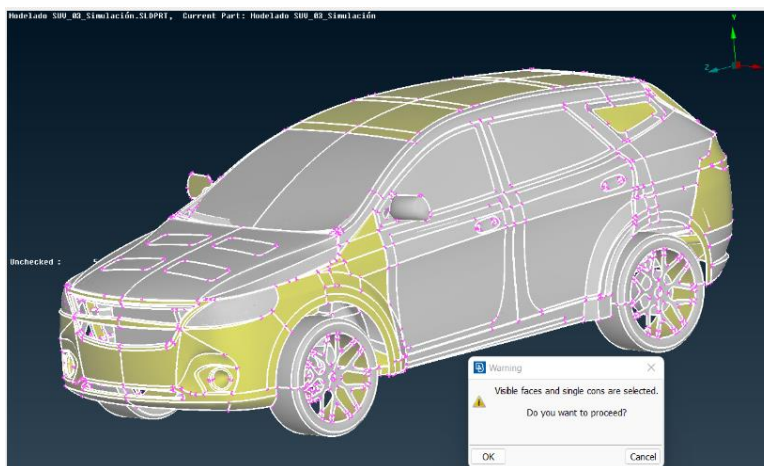 Modelado SUV_03_Simulación.SLDPRT,  Current Part: Modelado SUV_03_Simulación
Y
Z
Unchecked :      5
Warning
Visible faces and single cons are selected.
Do you want to proceed?
OK
Cancel